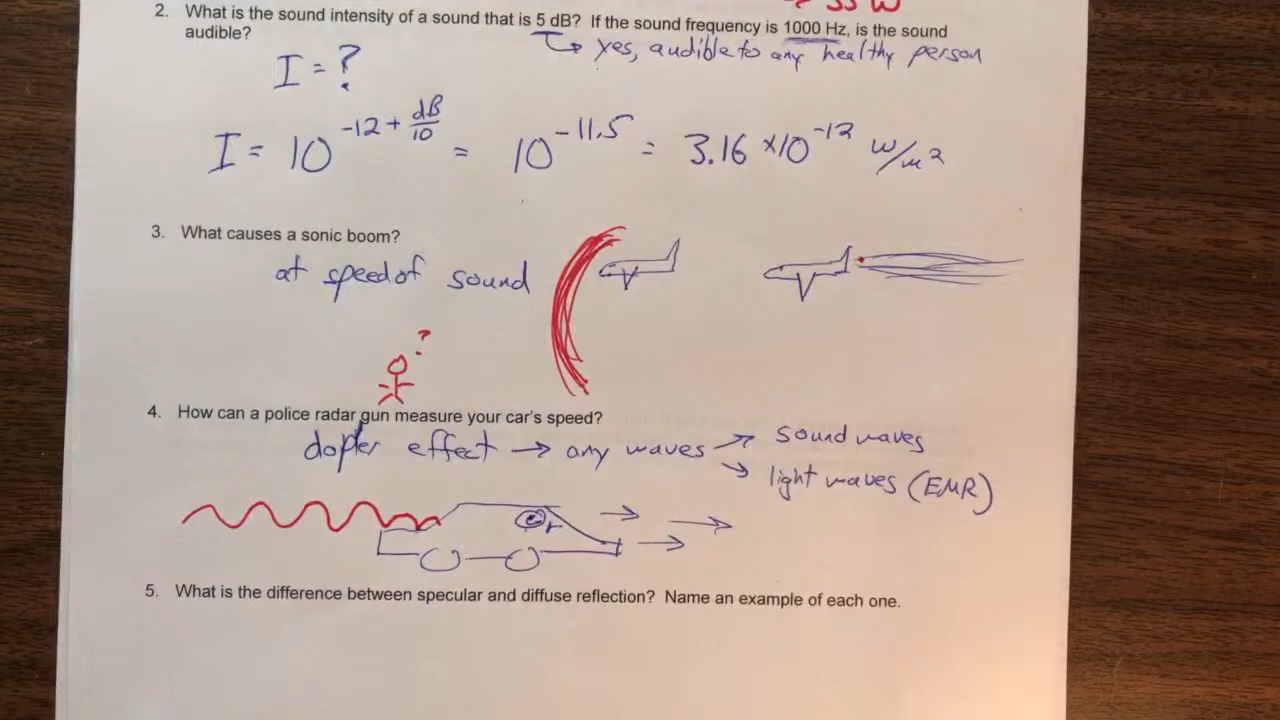 55 W
2. What is the sound intensity of a sound that is 5 dB? If the sound frequency is 1000 Hz, is the sound
audible?
yes, audible to any healthy person
I = ?
I = 10^(-12 + dB/10) = 10^(-11.5) = 3.16 ×10^(-12) W/m²
3. What causes a sonic boom?
at speed of sound
?
4. How can a police radar gun measure your car's speed?
dopler effect → any waves → sound waves
→ light waves (EMR)
5. What is the difference between specular and diffuse reflection? Name an example of each one.